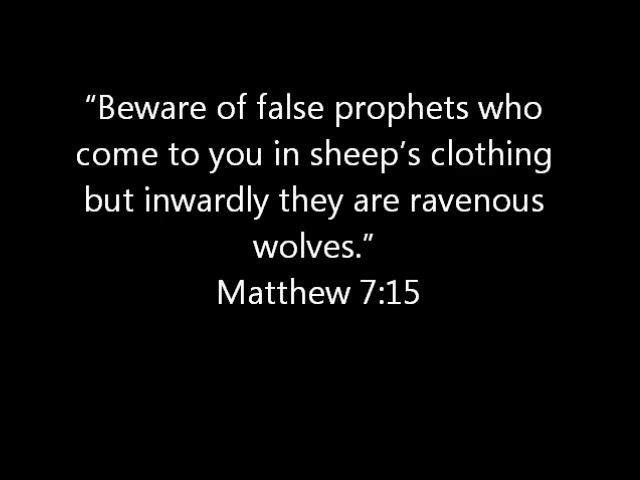 “Beware of false prophets who
come to you in sheep’s clothing
but inwardly they are ravenous
wolves.”
Matthew 7:15